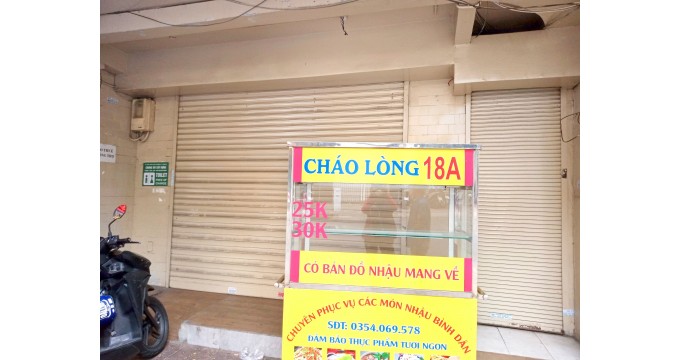 CHÁO LÒNG 18A
25K
30K
CÓ BÁN ĐỒ NHẬU MANG VỀ
CHUYÊN PHỤC VỤ CÁC MÓN NHẬU BÌNH DÂN
SĐT: 0354.069.578
ĐẢM BẢO THỰC PHẨM TƯƠI NGON
TOILET